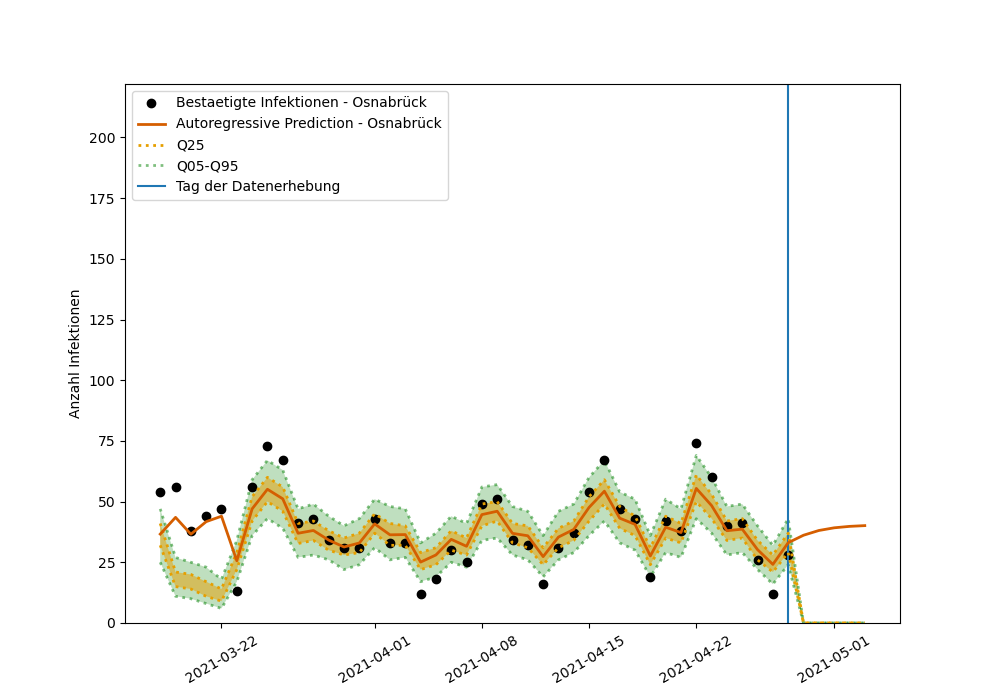 Bestaetigte Infektionen - Osnabrück
Autoregressive Prediction - Osnabrück
Q25
Q05-Q95
Tag der Datenerhebung
Anzahl Infektionen
200
175
150
125
100
75
50
25
0
2021-03-22
2021-04-01
2021-04-08
2021-04-15
2021-04-22
2021-05-01